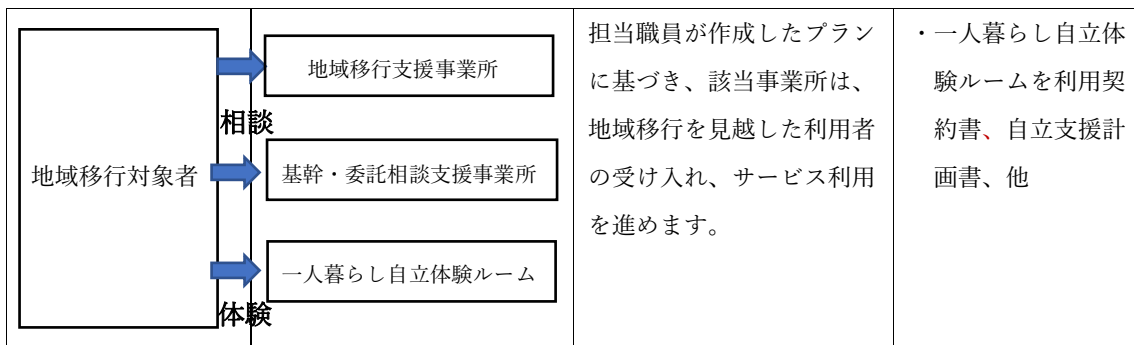 地域移行対象者
地域移行支援事業所
相談
基幹・委託相談支援事業所
一人暮らし自立体験ルーム
体験
担当職員が作成したプラン
に基づき、該当事業所は、
地域移行を見越した利用者
の受け入れ、サービス利用
を進めます。
・一人暮らし自立体
験ルームを利用契
約書、自立支援計
画書、他